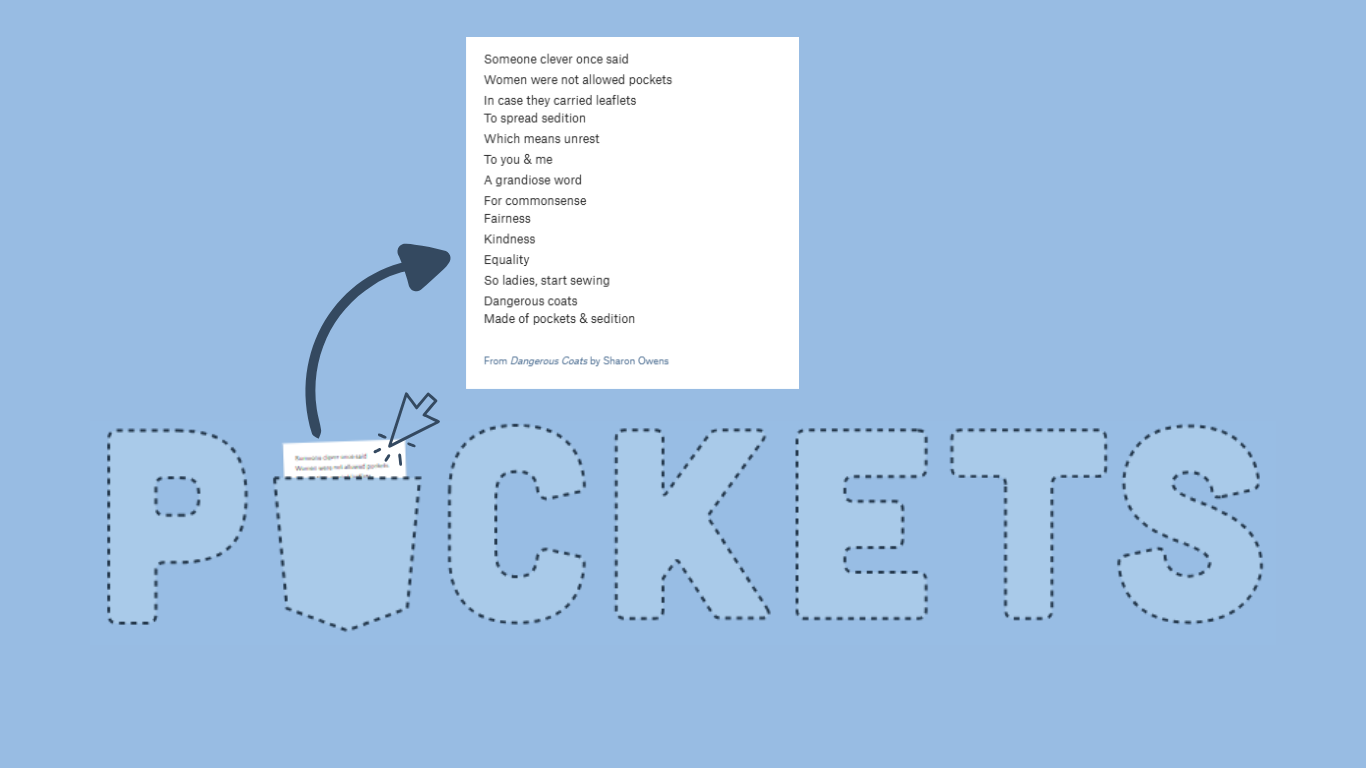 Someone clever once said
Women were not allowed pockets
In case they carried leaflets
To spread sedition
Which means unrest
To you & me
A grandiose word
For commonsense
Fairness
Kindness
Equality
So ladies, start sewing
Dangerous coats
Made of pockets & sedition
From Dangerous Coats by Sharon Owens
Someone clever once said
Women were not allowed pockets
P CKETS